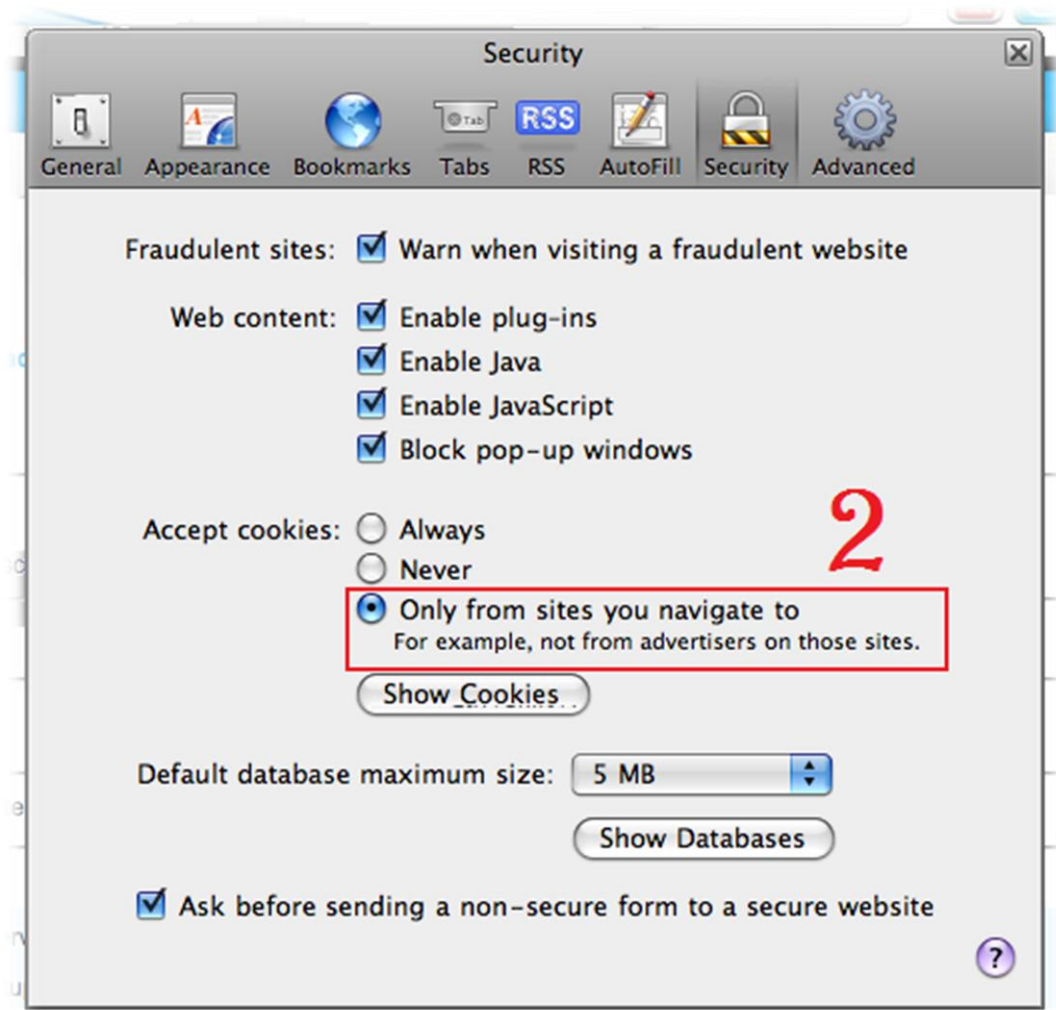 Security
General Appearance Bookmarks Tab Tabs RSS RSS AutoFill Security Advanced
Fraudulent sites: Warn when visiting a fraudulent website
Web content: Enable plug-ins
Enable Java
Enable JavaScript
Block pop-up windows
2
Accept cookies: Always
Never
Only from sites you navigate to
For example, not from advertisers on those sites.
Show Cookies
Default database maximum size: 5 MB
Show Databases
Ask before sending a non-secure form to a secure website
?